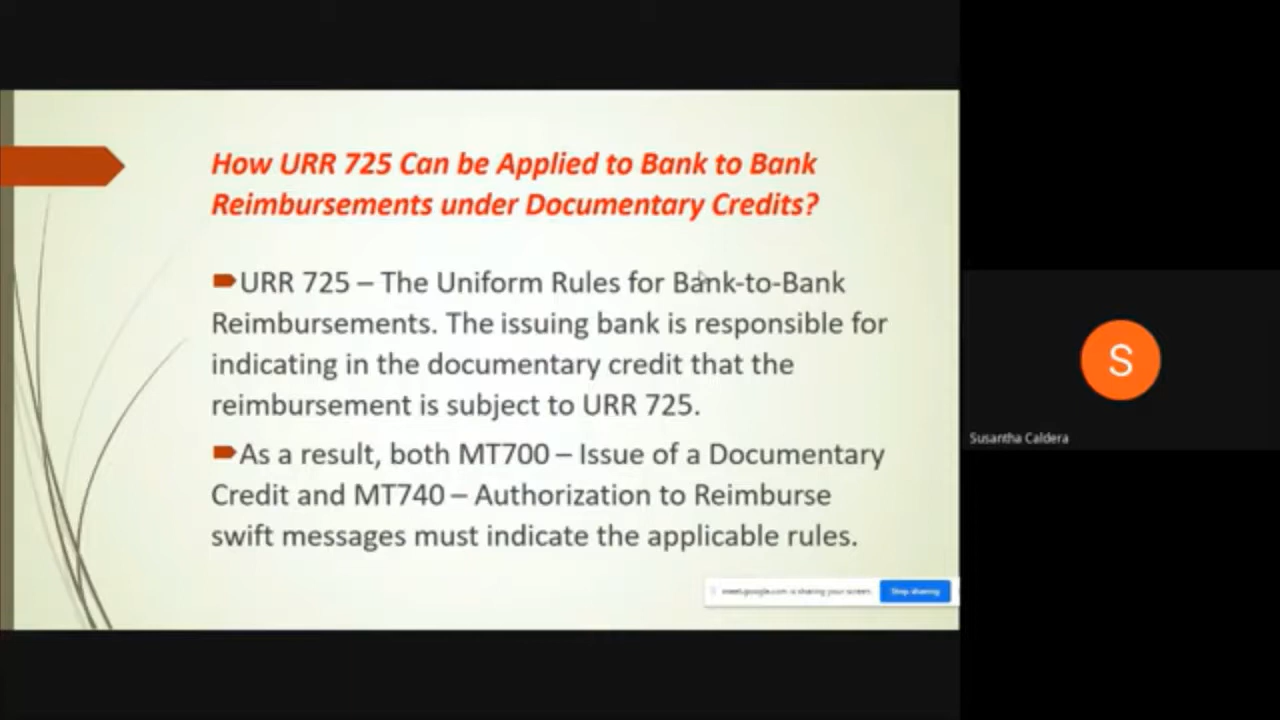 How URR 725 Can be Applied to Bank to Bank
Reimbursements under Documentary Credits?
URR 725 – The Uniform Rules for Bank-to-Bank
Reimbursements. The issuing bank is responsible for
indicating in the documentary credit that the
reimbursement is subject to URR 725.
As a result, both MT700 – Issue of a Documentary
Credit and MT740 – Authorization to Reimburse
swift messages must indicate the applicable rules.
meet.google.com is sharing your screen.
Stop sharing
S
Susantha Caldera